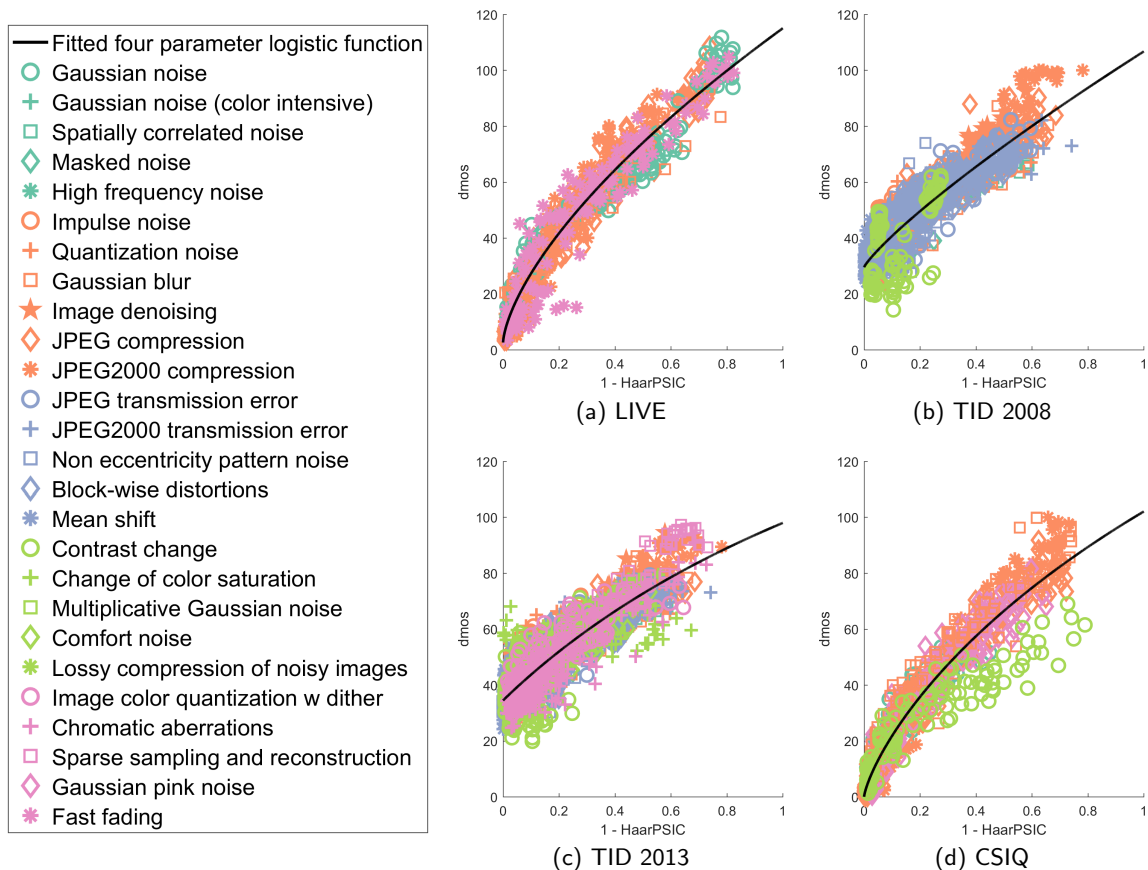 Fitted four parameter logistic function
Gaussian noise
Gaussian noise (color intensive)
Spatially correlated noise
Masked noise
High frequency noise
Impulse noise
Quantization noise
Gaussian blur
Image denoising
JPEG compression
JPEG2000 compression
JPEG transmission error
JPEG2000 transmission error
Non eccentricity pattern noise
Block-wise distortions
Mean shift
Contrast change
Change of color saturation
Multiplicative Gaussian noise
Comfort noise
Lossy compression of noisy images
Image color quantization w dither
Chromatic aberrations
Sparse sampling and reconstruction
Gaussian pink noise
Fast fading
120
100
80
60
40
20
0
dmos
0 0.2 0.4 0.6 0.8 1
1 - HaarPSIC
(a) LIVE
120
100
80
60
40
20
0
dmos
0 0.2 0.4 0.6 0.8 1
1 - HaarPSIC
(b) TID 2008
120
100
80
60
40
20
0
dmos
0 0.2 0.4 0.6 0.8 1
1 - HaarPSIC
(c) TID 2013
120
100
80
60
40
20
0
dmos
0 0.2 0.4 0.6 0.8 1
1 - HaarPSIC
(d) CSIQ